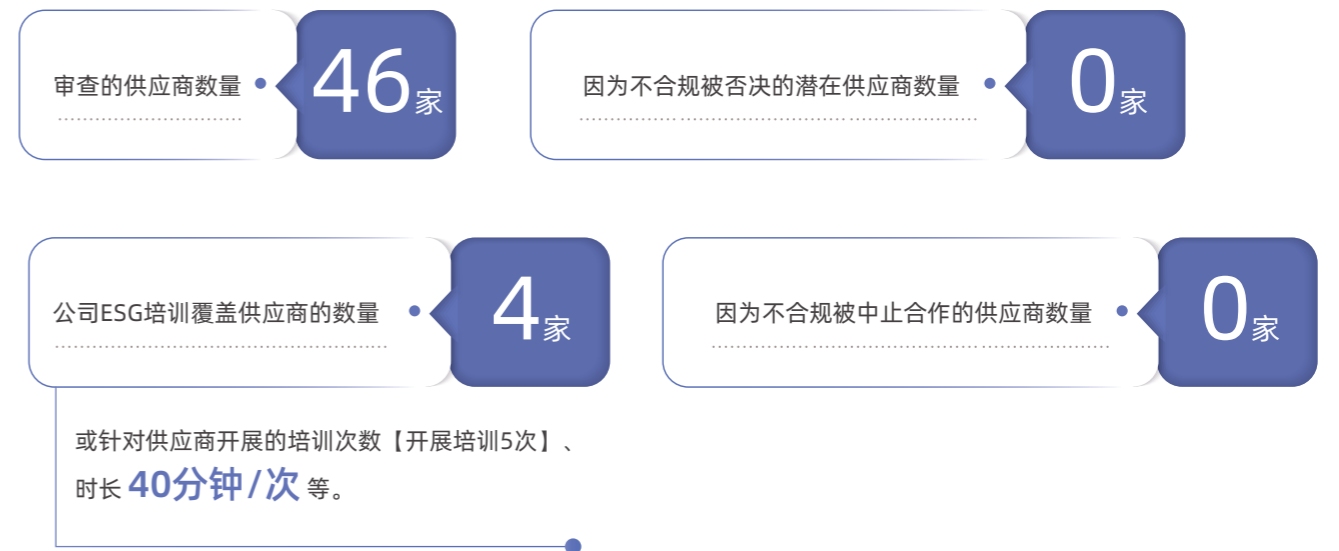 审查的供应商数量 46家
因为不合规被否决的潜在供应商数量 0家
公司ESG培训覆盖供应商的数量 4家
因为不合规被中止合作的供应商数量 0家
或针对供应商开展的培训次数【开展培训5次】、
时长 40分钟/次 等。